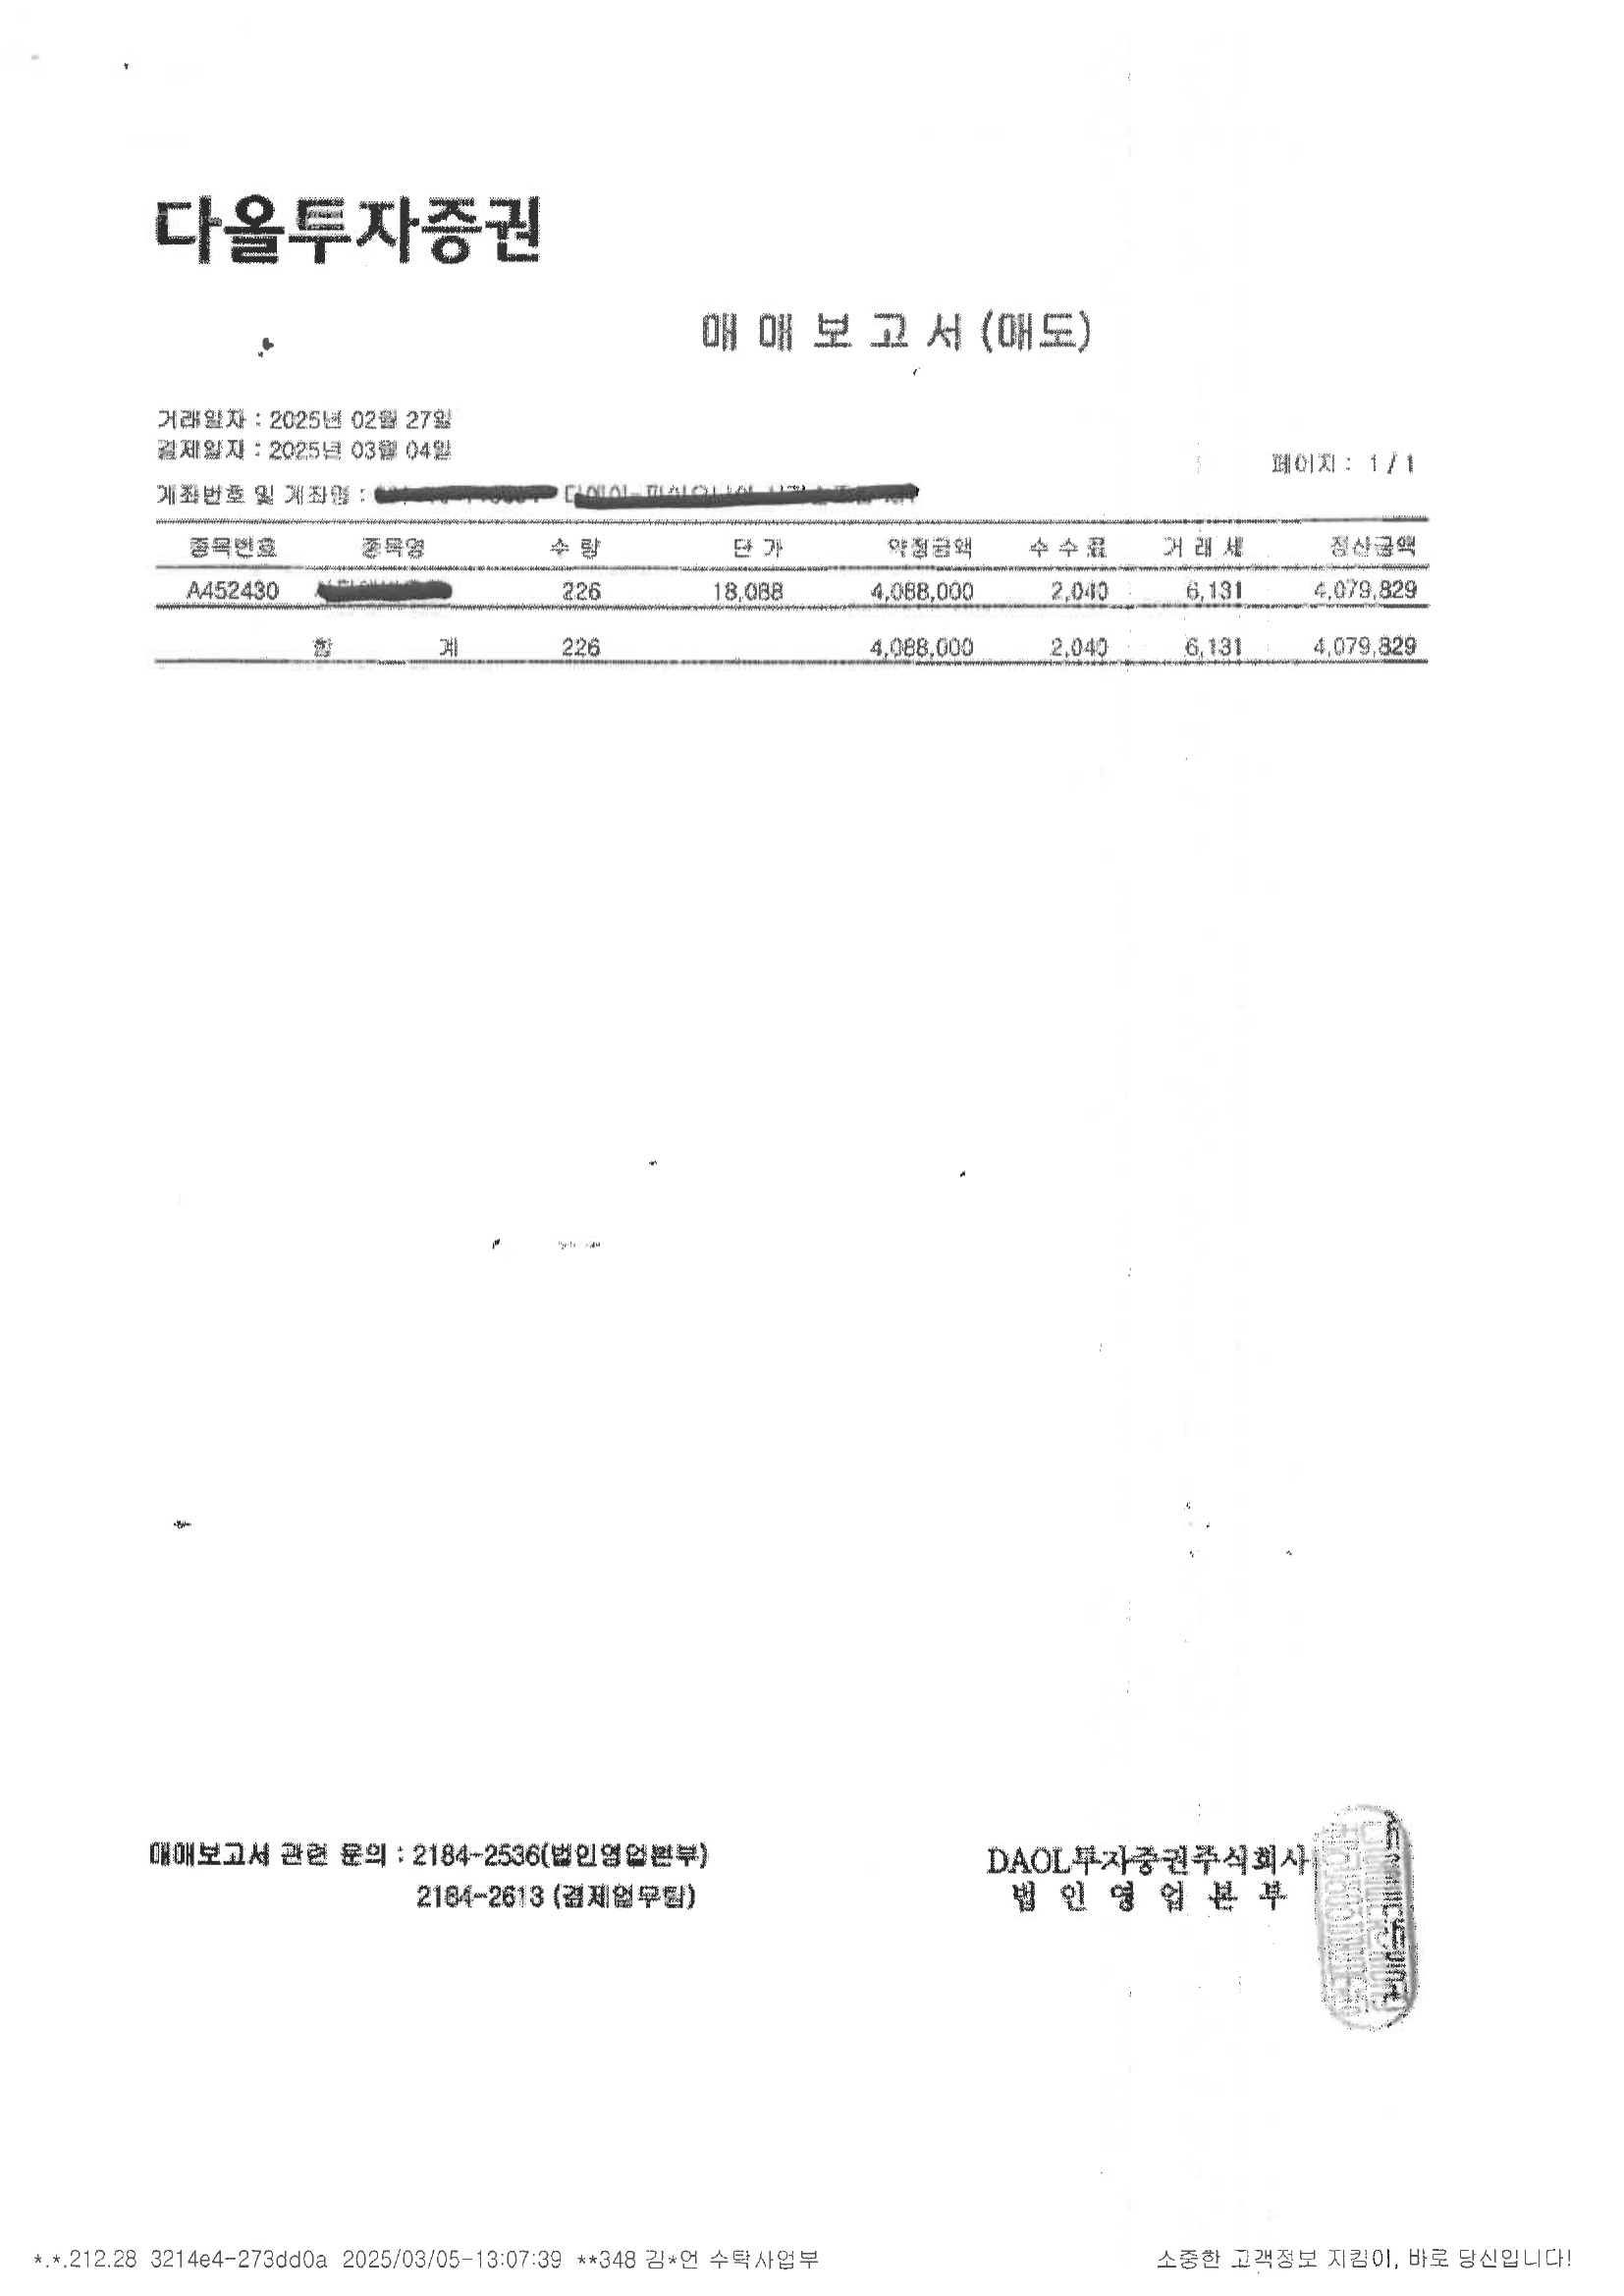 다올투자증권
매 매 보 고 서 (매도)
거래일자 : 2025년 02월 27일
결제일자 : 2025년 03월 04일
페이지 : 1 / 1
계좌번호 및 계좌명 :
종목번호 종목명 수 량 단 가 약정금액 수 수 료 거 래 세 정산금액
A452430 226 18,088 4,088,000 2,040 6,131 4,079,829
합 계 226 4,088,000 2,040 6,131 4,079,829
매매보고서 관련 문의 : 2184-2536(법인영업본부)
2184-2613 (결제업무팀)
DAOL투자증권주식회사
법 인 영 업 본 부
*.*.212.28 3214e4-273dd0a 2025/03/05-13:07:39 **348 김*언 수탁사업부
소중한 고객정보 지킴이, 바로 당신입니다!